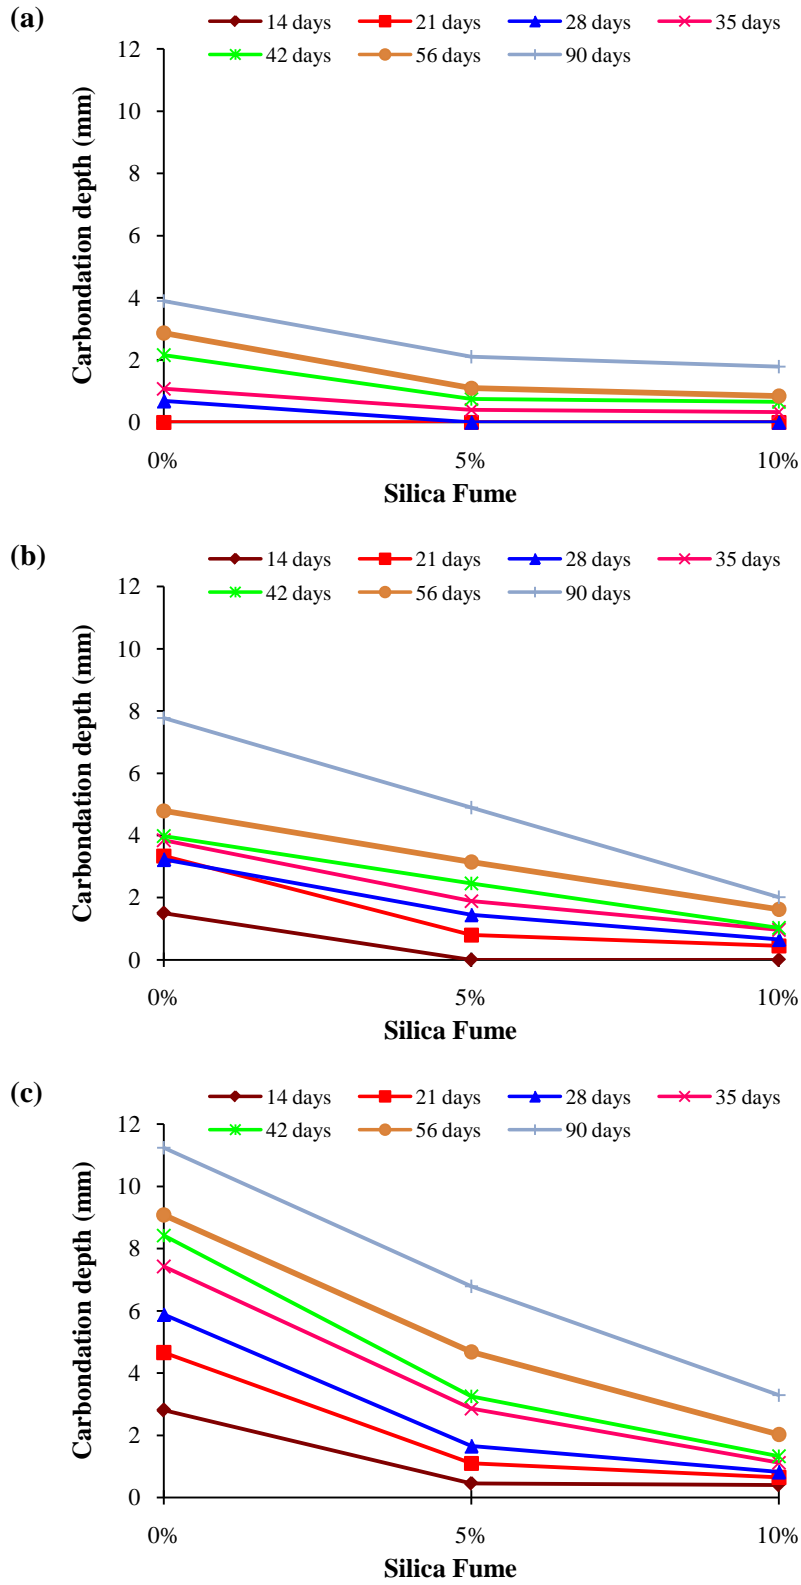 (a)
14 days 21 days 28 days 35 days
42 days 56 days 90 days
Carbondation depth (mm)
12
10
8
6
4
2
0
0% 5% 10%
Silica Fume
(b)
14 days 21 days 28 days 35 days
42 days 56 days 90 days
Carbondation depth (mm)
12
10
8
6
4
2
0
0% 5% 10%
Silica Fume
(c)
14 days 21 days 28 days 35 days
42 days 56 days 90 days
Carbondation depth (mm)
12
10
8
6
4
2
0
0% 5% 10%
Silica Fume